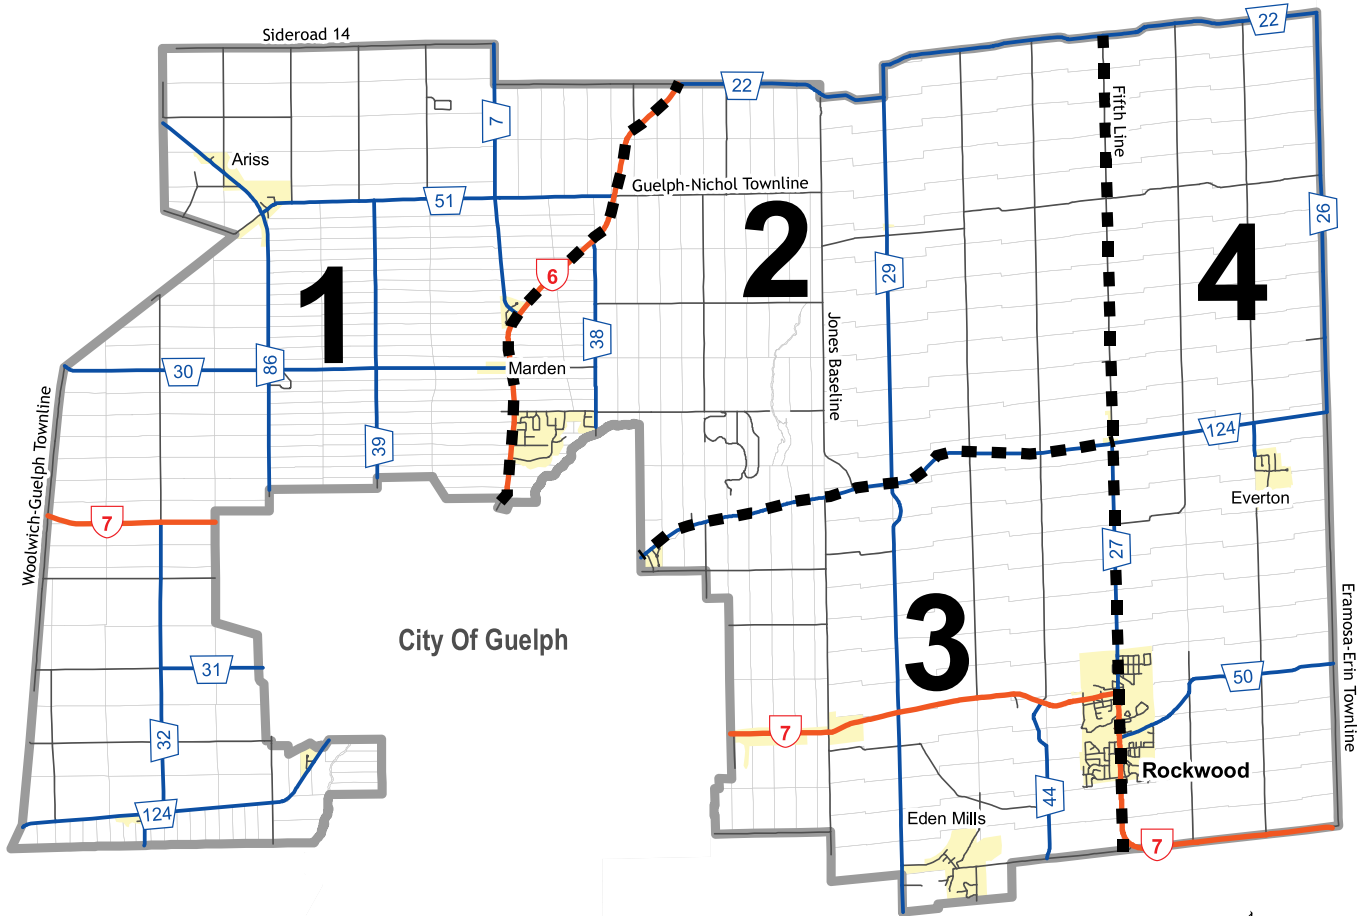 Sideroad 14
22
22
7
Fifth Line
Ariss
Guelph-Nichol Townline
51
2
26
4
29
6
1
Jones Baseline
38
86
30
Marden
Woolwich-Guelph Townline
39
124
Everton
7
27
Eramosa-Erin Townline
3
City Of Guelph
31
50
32
7
Rockwood
44
124
Eden Mills
7